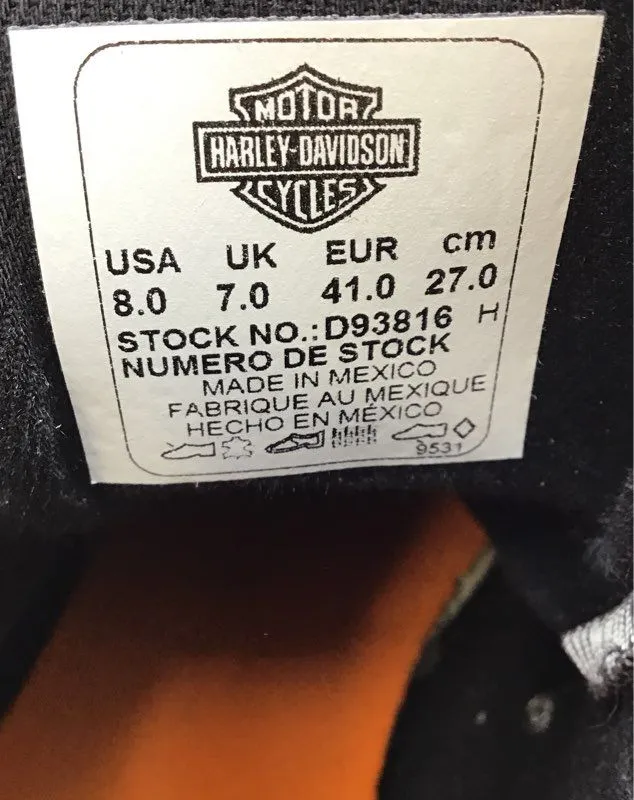 MOTOR
HARLEY-DAVIDSON
CYCLES
USA UK EUR cm
8.0 7.0 41.0 27.0
STOCK NO.:D93816 H
NUMERO DE STOCK
MADE IN MEXICO
FABRIQUE AU MEXIQUE
HECHO EN MÉXICO
9531